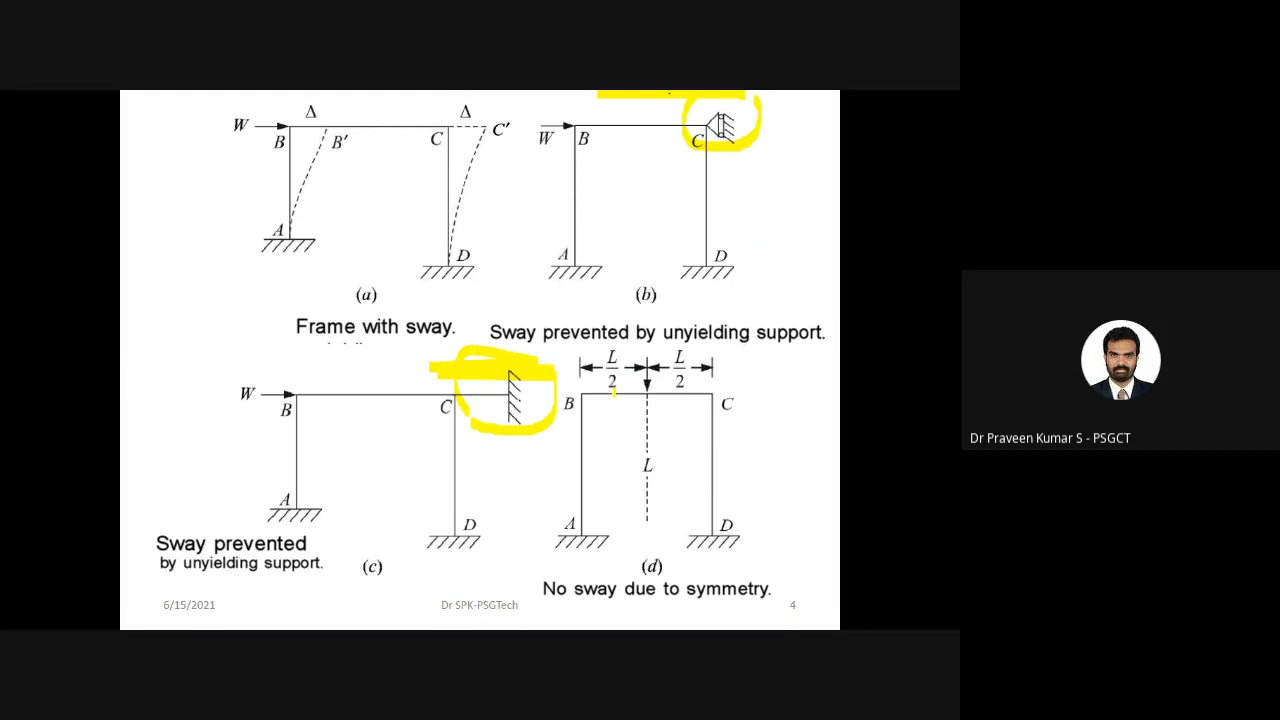 W
Δ
Δ
B
B′
C
C′
A
D
(a)
Frame with sway.
W
B
C
A
D
(b)
Sway prevented by unyielding support.
W
B
C
A
D
Sway prevented
by unyielding support.
(c)
L
2
L
2
B
C
L
A
D
(d)
No sway due to symmetry.
6/15/2021
Dr SPK-PSGTech
4
Dr Praveen Kumar S - PSGCT